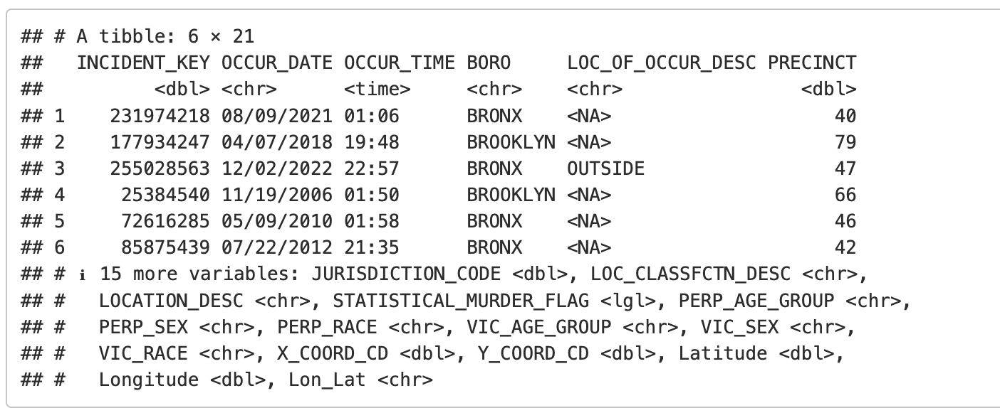 ## # A tibble: 6 × 21
##   INCIDENT_KEY OCCUR_DATE OCCUR_TIME BORO     LOC_OF_OCCUR_DESC PRECINCT
##          <dbl> <chr>      <time>     <chr>    <chr>                <dbl>
## 1    231974218 08/09/2021 01:06      BRONX    <NA>                    40
## 2    177934247 04/07/2018 19:48      BROOKLYN <NA>                    79
## 3    255028563 12/02/2022 22:57      BRONX    OUTSIDE                 47
## 4     25384540 11/19/2006 01:50      BROOKLYN <NA>                    66
## 5     72616285 05/09/2010 01:58      BRONX    <NA>                    46
## 6     85875439 07/22/2012 21:35      BRONX    <NA>                    42
## # ℹ 15 more variables: JURISDICTION_CODE <dbl>, LOC_CLASSFCTN_DESC <chr>,
## #   LOCATION_DESC <chr>, STATISTICAL_MURDER_FLAG <lgl>, PERP_AGE_GROUP <chr>,
## #   PERP_SEX <chr>, PERP_RACE <chr>, VIC_AGE_GROUP <chr>, VIC_SEX <chr>,
## #   VIC_RACE <chr>, X_COORD_CD <dbl>, Y_COORD_CD <dbl>, Latitude <dbl>,
## #   Longitude <dbl>, Lon_Lat <chr>